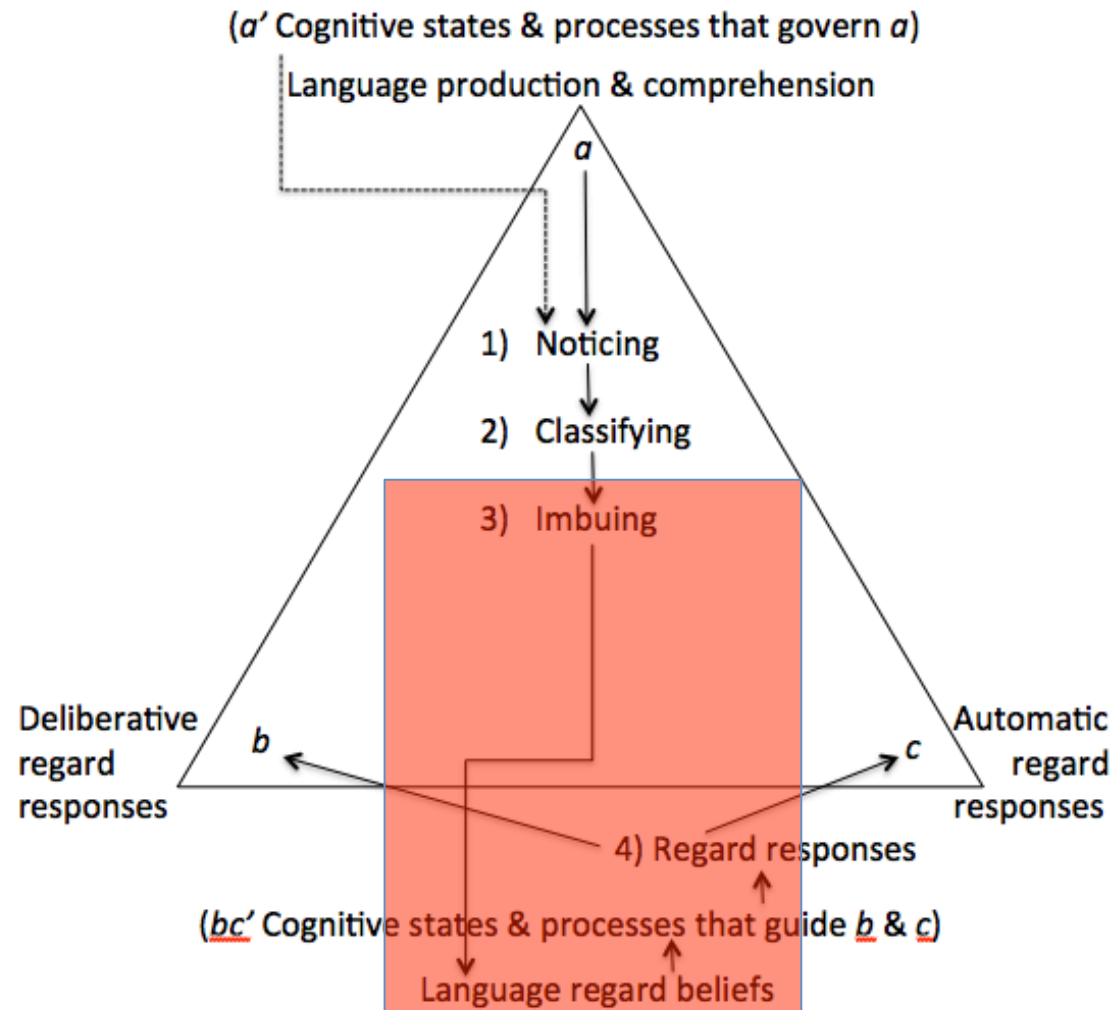 (a′ Cognitive states & processes that govern a)
Language production & comprehension
a
1) Noticing
2) Classifying
3) Imbuing
Deliberative
regard
responses
b
c
Automatic
regard
responses
4) Regard responses
(bc′ Cognitive states & processes that guide b & c)
Language regard beliefs